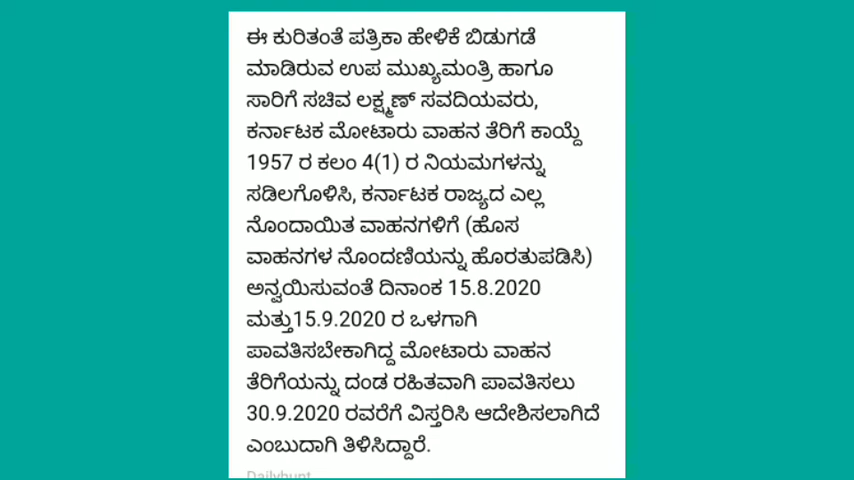 ಈ ಕುರಿತಂತೆ ಪತ್ರಿಕಾ ಹೇಳಿಕೆ ಬಿಡುಗಡೆ
ಮಾಡಿರುವ ಉಪ ಮುಖ್ಯಮಂತ್ರಿ ಹಾಗೂ
ಸಾರಿಗೆ ಸಚಿವ ಲಕ್ಷ್ಮಣ್ ಸವದಿಯವರು,
ಕರ್ನಾಟಕ ಮೋಟಾರು ವಾಹನ ತೆರಿಗೆ ಕಾಯ್ದೆ
1957 ರ ಕಲಂ 4(1) ರ ನಿಯಮಗಳನ್ನು
ಸಡಿಲಗೊಳಿಸಿ, ಕರ್ನಾಟಕ ರಾಜ್ಯದ ಎಲ್ಲ
ನೊಂದಾಯಿತ ವಾಹನಗಳಿಗೆ (ಹೊಸ
ವಾಹನಗಳ ನೊಂದಣಿಯನ್ನು ಹೊರತುಪಡಿಸಿ)
ಅನ್ವಯಿಸುವಂತೆ ದಿನಾಂಕ 15.8.2020
ಮತ್ತು15.9.2020 ರ ಒಳಗಾಗಿ
ಪಾವತಿಸಬೇಕಾಗಿದ್ದ ಮೋಟಾರು ವಾಹನ
ತೆರಿಗೆಯನ್ನು ದಂಡ ರಹಿತವಾಗಿ ಪಾವತಿಸಲು
30.9.2020 ರವರೆಗೆ ವಿಸ್ತರಿಸಿ ಆದೇಶಿಸಲಾಗಿದೆ
ಎಂಬುದಾಗಿ ತಿಳಿಸಿದ್ದಾರೆ.
Dailyhunt